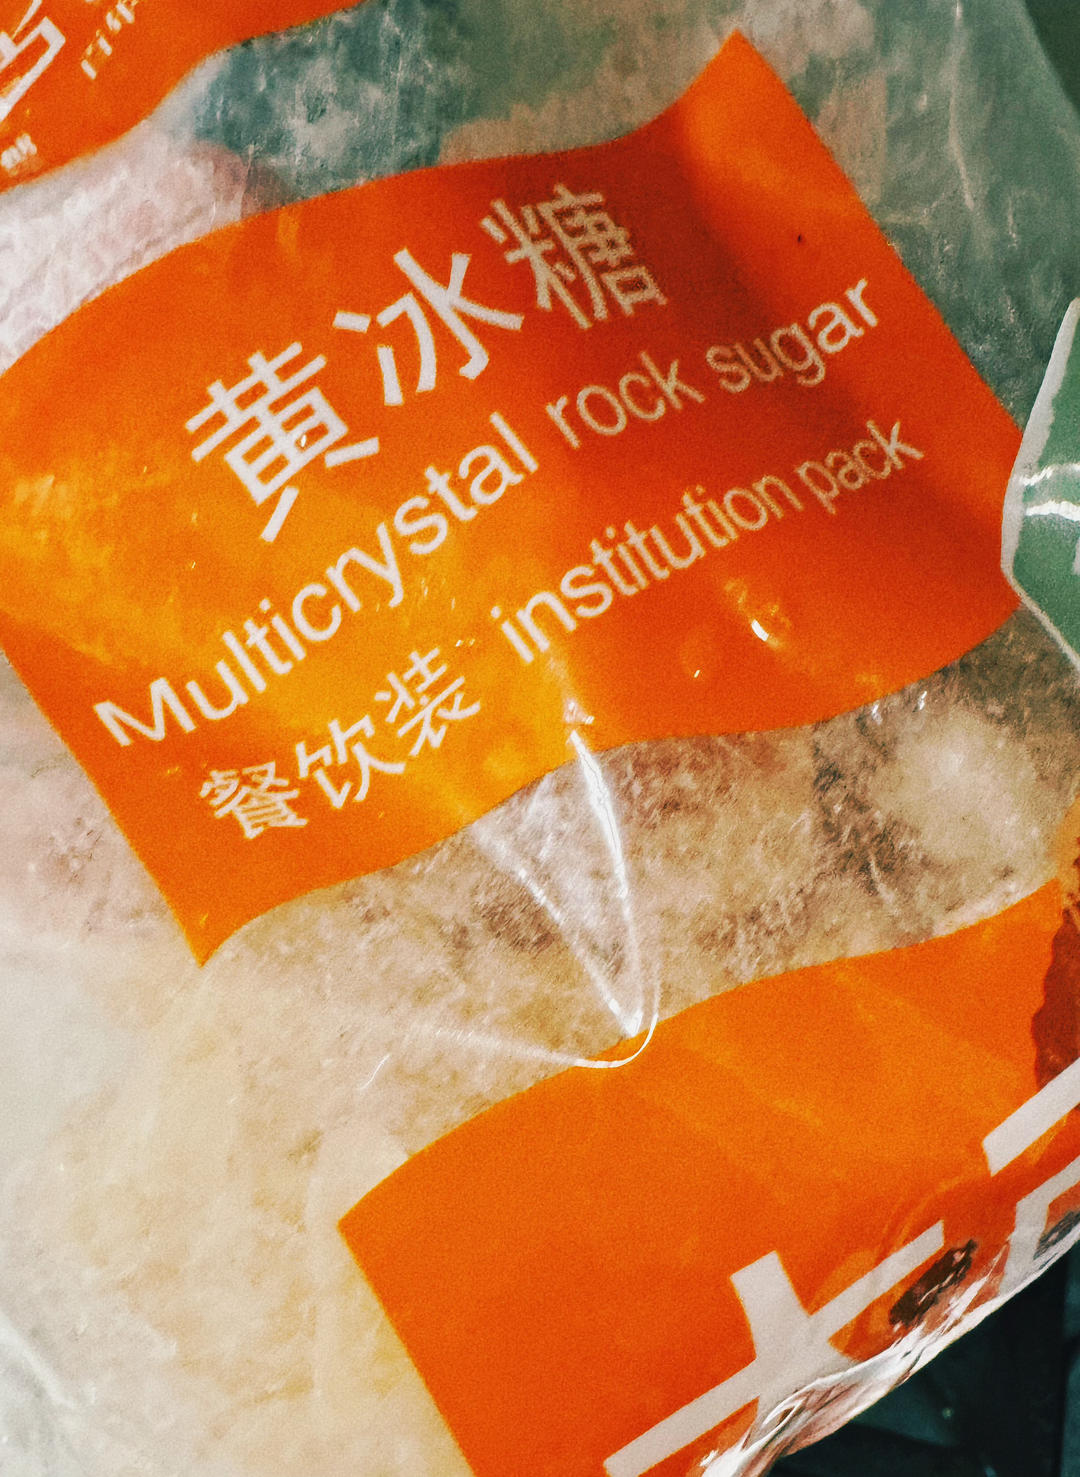 黄冰糖
Multicrystal rock sugar
餐饮装 institution pack